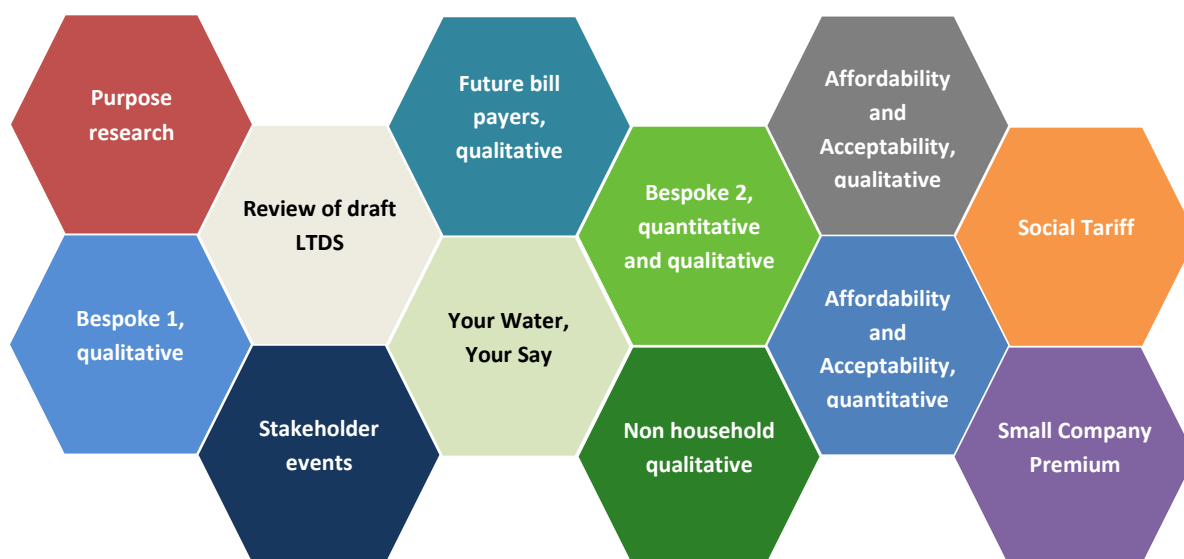 Purpose
research
Bespoke 1,
qualitative
Review of draft
LTDS
Stakeholder
events
Future bill
payers,
qualitative
Your Water,
Your Say
Bespoke 2,
quantitative
and qualitative
Non household
qualitative
Affordability
and
Acceptability,
qualitative
Affordability
and
Acceptability,
quantitative
Social Tariff
Small Company
Premium